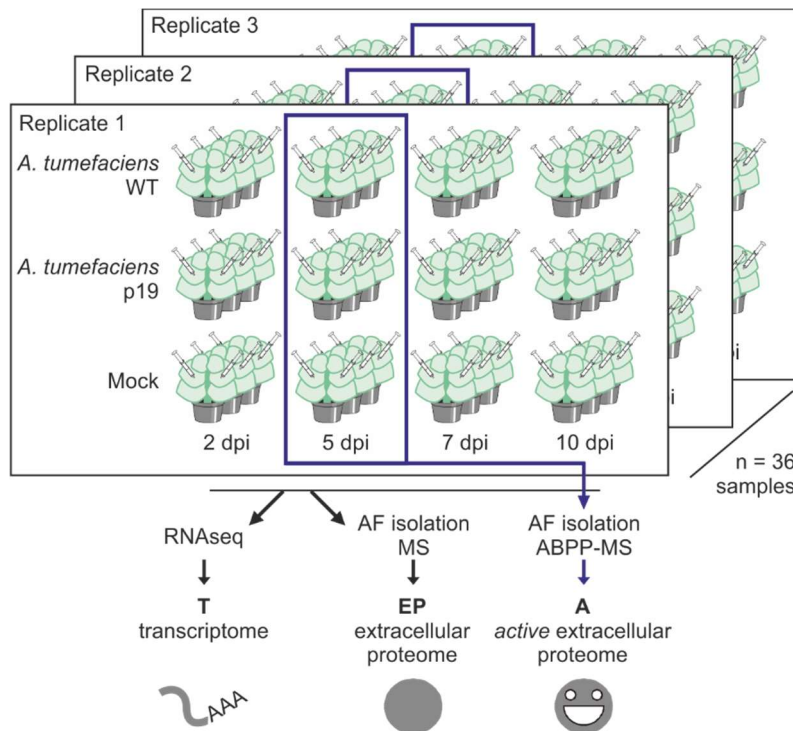 Replicate 3
Replicate 2
Replicate 1
A. tumefaciens
WT
A. tumefaciens
p19
Mock
2 dpi
5 dpi
7 dpi
10 dpi
pi
i
n = 36
samples
RNAseq
AF isolation
MS
AF isolation
ABPP-MS
T
transcriptome
EP
extracellular
proteome
A
active extracellular
proteome
AAA